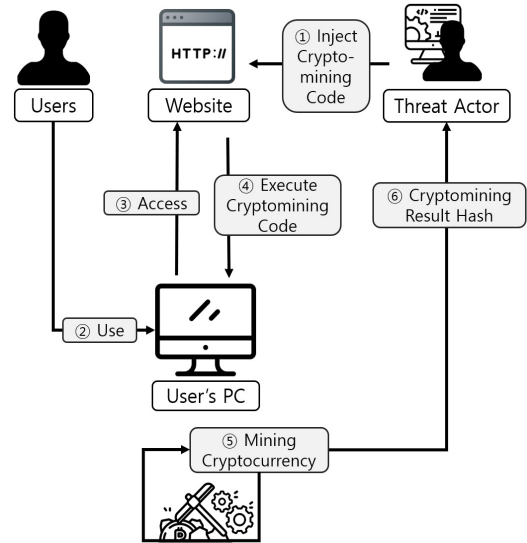 HTTP://
① Inject
Crypto-
mining
Code
Users
Website
Threat Actor
③ Access
④ Execute
Cryptomining
Code
⑥ Cryptomining
Result Hash
② Use
User's PC
⑤ Mining
Cryptocurrency